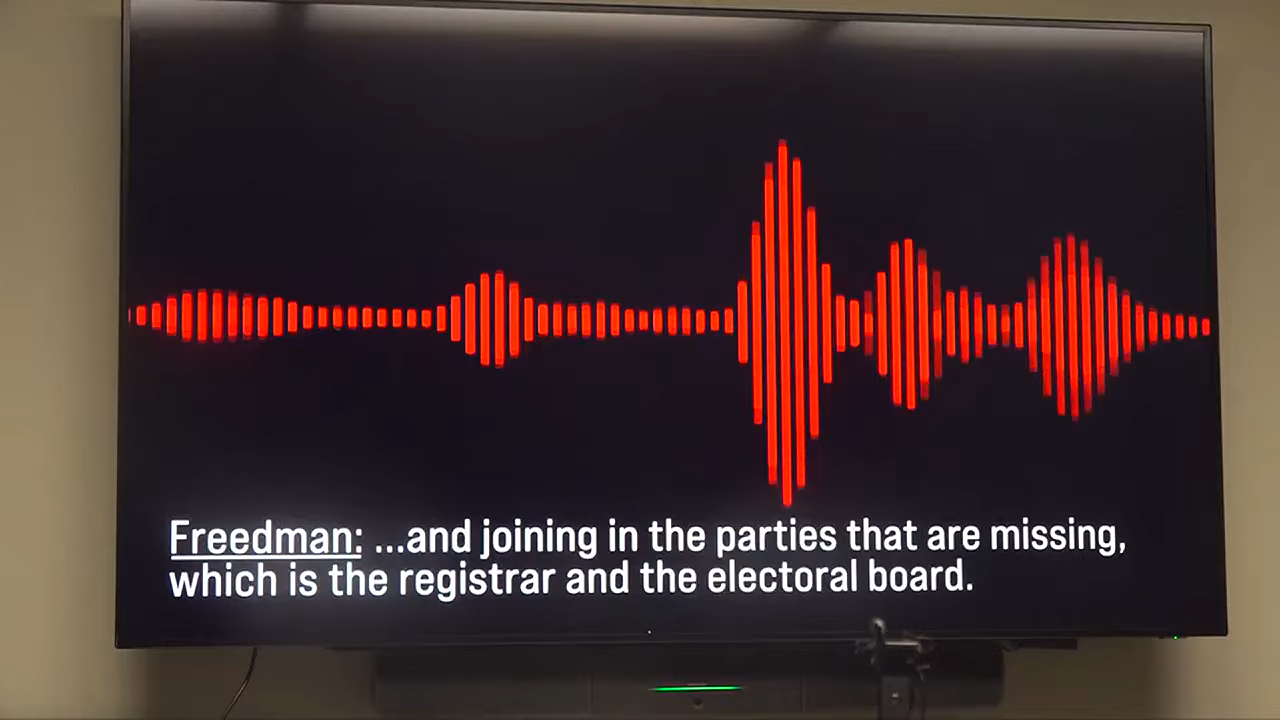 Freedman: ...and joining in the parties that are missing,
which is the registrar and the electoral board.